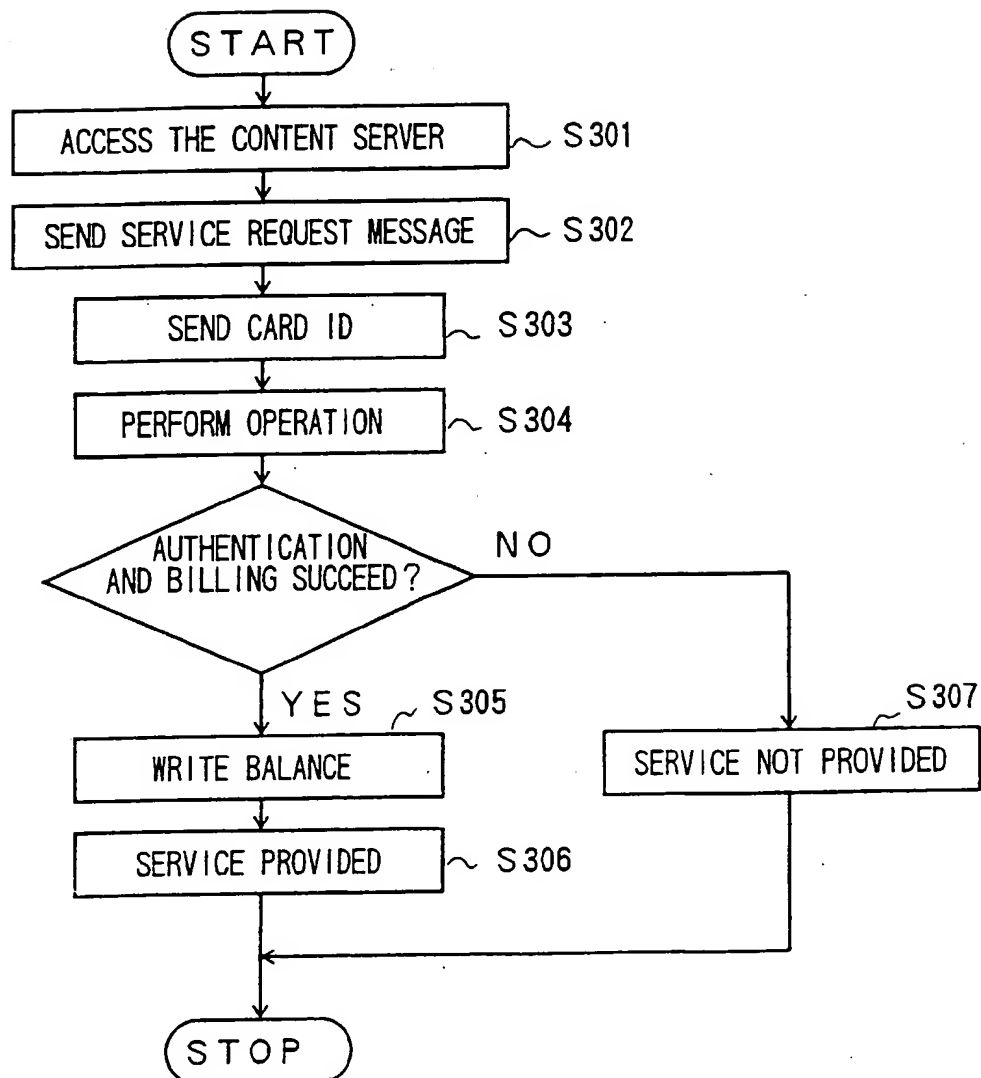 START
ACCESS THE CONTENT SERVER
S301
SEND SERVICE REQUEST MESSAGE
S302
SEND CARD ID
S303
PERFORM OPERATION
S304
AUTHENTICATION
AND BILLING SUCCEED?
NO
YES
S305
WRITE BALANCE
S307
SERVICE NOT PROVIDED
SERVICE PROVIDED
S306
STOP